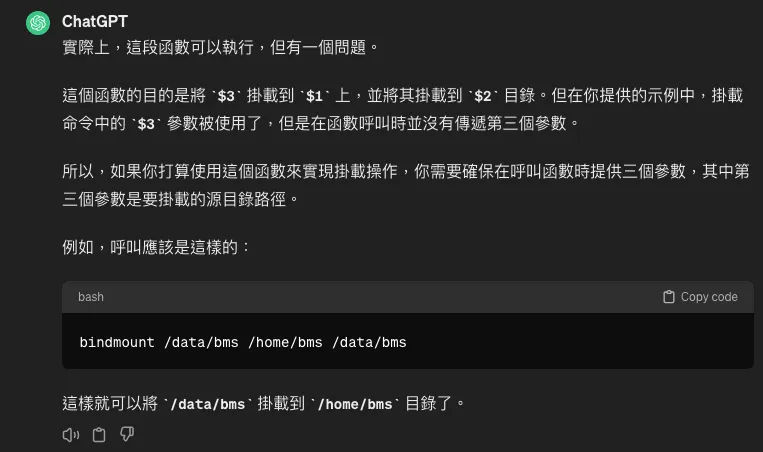 ChatGPT
實際上，這段函數可以執行，但有一個問題。
這個函數的目的是將 `$3` 掛載到 `$1` 上，並將其掛載到 `$2` 目錄。但在你提供的示例中，掛載
命令中的 `$3` 參數被使用了，但是在函數呼叫時並沒有傳遞第三個參數。
所以，如果你打算使用這個函數來實現掛載操作，你需要確保在呼叫函數時提供三個參數，其中第
三個參數是要掛載的源目錄路徑。
例如，呼叫應該是這樣的：
bash
Copy code
bindmount /data/bms /home/bms /data/bms
這樣就可以將 `/data/bms` 掛載到 `/home/bms` 目錄了。